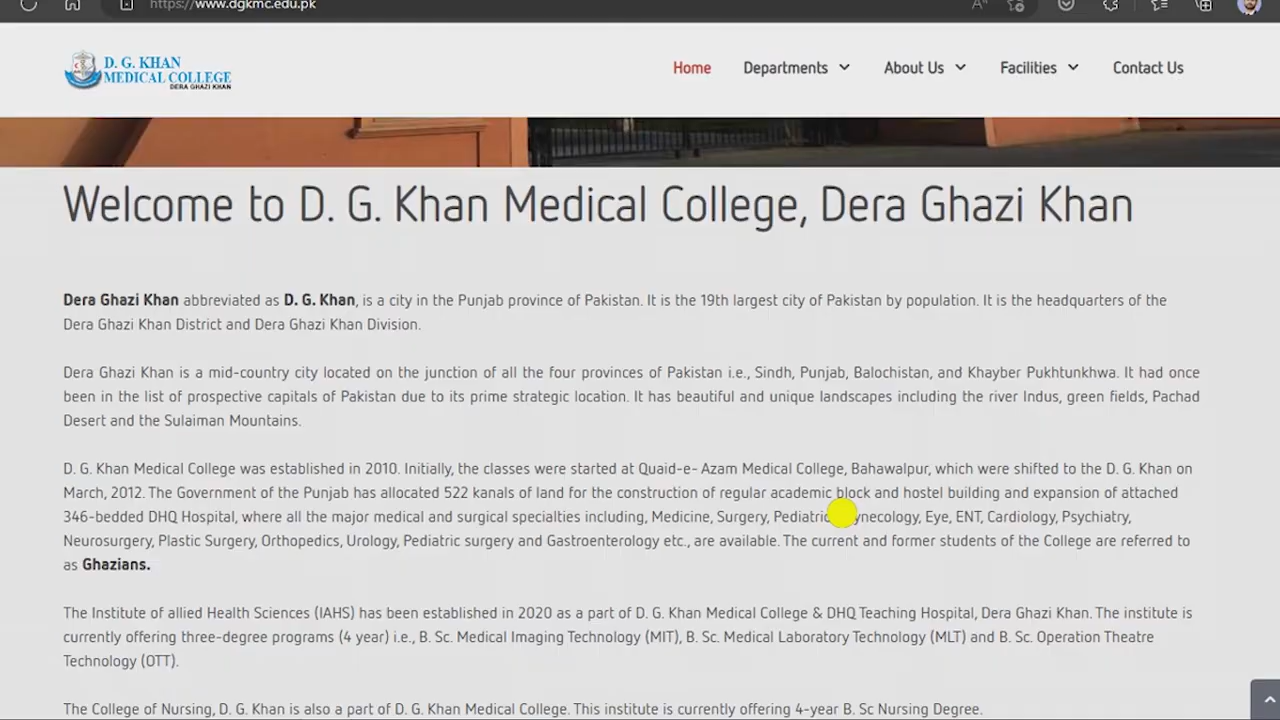 https://www.dgkmc.edu.pk
D. G. KHAN
MEDICAL COLLEGE
DERA GHAZI KHAN
Home Departments About Us Facilities Contact Us
Welcome to D. G. Khan Medical College, Dera Ghazi Khan
Dera Ghazi Khan abbreviated as D. G. Khan, is a city in the Punjab province of Pakistan. It is the 19th largest city of Pakistan by population. It is the headquarters of the
Dera Ghazi Khan District and Dera Ghazi Khan Division.
Dera Ghazi Khan is a mid-country city located on the junction of all the four provinces of Pakistan i.e., Sindh, Punjab, Balochistan, and Khayber Pukhtunkhwa. It had once
been in the list of prospective capitals of Pakistan due to its prime strategic location. It has beautiful and unique landscapes including the river Indus, green fields, Pachad
Desert and the Sulaiman Mountains.
D. G. Khan Medical College was established in 2010. Initially, the classes were started at Quaid-e- Azam Medical College, Bahawalpur, which were shifted to the D. G. Khan on
March, 2012. The Government of the Punjab has allocated 522 kanals of land for the construction of regular academic block and hostel building and expansion of attached
346-bedded DHQ Hospital, where all the major medical and surgical specialties including, Medicine, Surgery, Eye, ENT, Cardiology, Psychiatry,
Neurosurgery, Plastic Surgery, Orthopedics, Urology, Pediatric surgery and Gastroenterology etc., are available. The current and former students of the College are referred to
as Ghazians.
The Institute of allied Health Sciences (IAHS) has been established in 2020 as a part of D. G. Khan Medical College & DHQ Teaching Hospital, Dera Ghazi Khan. The institute is
currently offering three-degree programs (4 year) i.e., B. Sc. Medical Imaging Technology (MIT), B. Sc. Medical Laboratory Technology (MLT) and B. Sc. Operation Theatre
Technology (OTT).
The College of Nursing, D. G. Khan is also a part of D. G. Khan Medical College. This institute is currently offering 4-year B. Sc Nursing Degree.